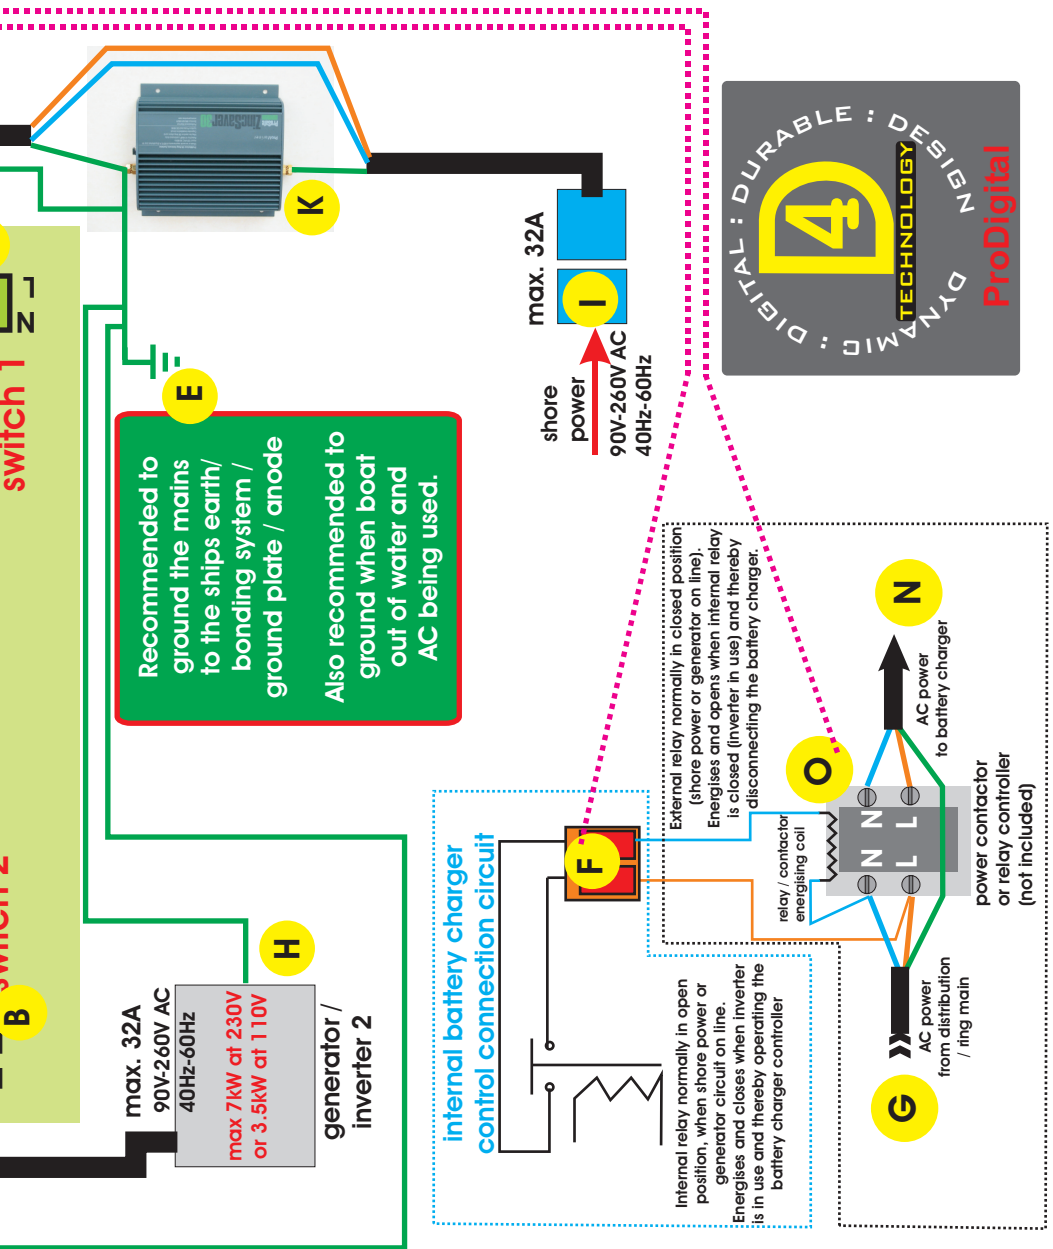 switch 1
L
N
switch 2
B
K
ZincSaver
E
Recommended to
ground the mains
to the ships earth/
bonding system /
ground plate / anode
Also recommended to
ground when boat
out of water and
AC being used.
max. 32A
I
shore
power
90V-260V AC
40Hz-60Hz
DYNAMIC : DIGITAL : DURABLE : DESIGN
D4
TECHNOLOGY
ProDigital
max. 32A
90V-260V AC
40Hz-60Hz
max 7kW at 230V
or 3.5kW at 110V
H
generator /
inverter 2
internal battery charger
control connection circuit
F
Internal relay normally in open
position, when shore power or
generator circuit on line.
Energises and closes when inverter
is in use and thereby operating the
battery charger controller
External relay normally in closed position
(shore power or generator on line).
Energises and opens when internal relay
is closed (inverter in use) and thereby
disconnecting the battery charger.
O
relay / contactor
energising coil
N N
L L
N
AC power
to battery charger
power contactor
or relay controller
(not included)
G
AC power
from distribution
/ ring main